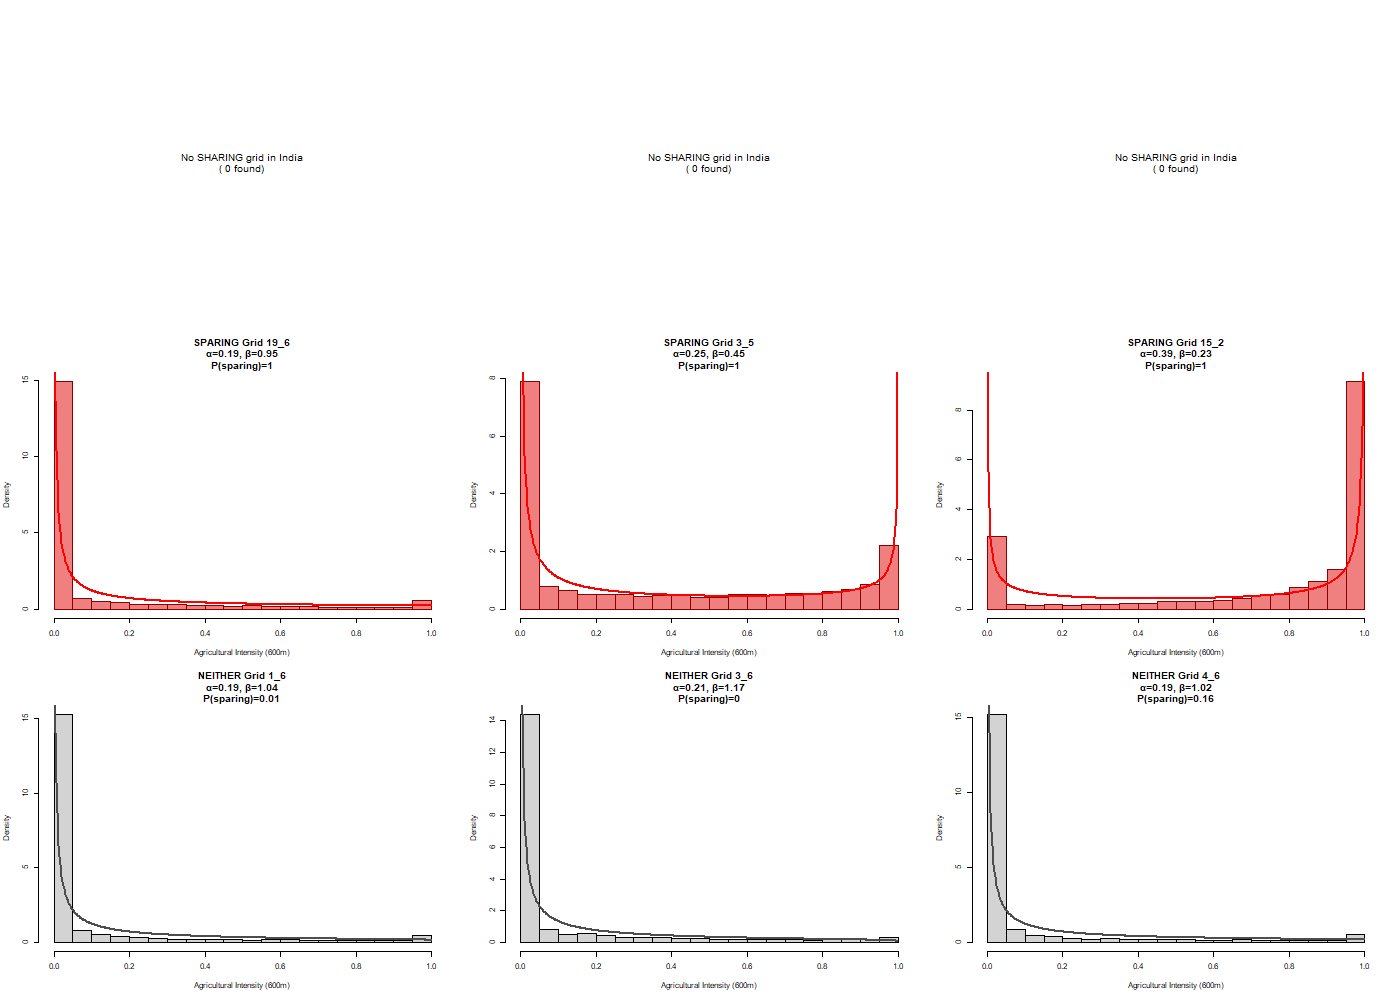 No SHARING grid in India
( 0 found)
No SHARING grid in India
( 0 found)
No SHARING grid in India
( 0 found)
SPARING Grid 19_6
α=0.19, β=0.95
P(sparing)=1
Density
0
5
10
15
0.0 0.2 0.4 0.6 0.8 1.0
Agricultural Intensity (600m)
SPARING Grid 3_5
α=0.25, β=0.45
P(sparing)=1
Density
0
2
4
6
8
0.0 0.2 0.4 0.6 0.8 1.0
Agricultural Intensity (600m)
SPARING Grid 15_2
α=0.39, β=0.23
P(sparing)=1
Density
0
2
4
6
8
0.0 0.2 0.4 0.6 0.8 1.0
Agricultural Intensity (600m)
NEITHER Grid 1_6
α=0.19, β=1.04
P(sparing)=0.01
Density
0
5
10
15
0.0 0.2 0.4 0.6 0.8 1.0
Agricultural Intensity (600m)
NEITHER Grid 3_6
α=0.21, β=1.17
P(sparing)=0
Density
0
2
4
6
8
10
12
14
0.0 0.2 0.4 0.6 0.8 1.0
Agricultural Intensity (600m)
NEITHER Grid 4_6
α=0.19, β=1.02
P(sparing)=0.16
Density
0
5
10
15
0.0 0.2 0.4 0.6 0.8 1.0
Agricultural Intensity (600m)